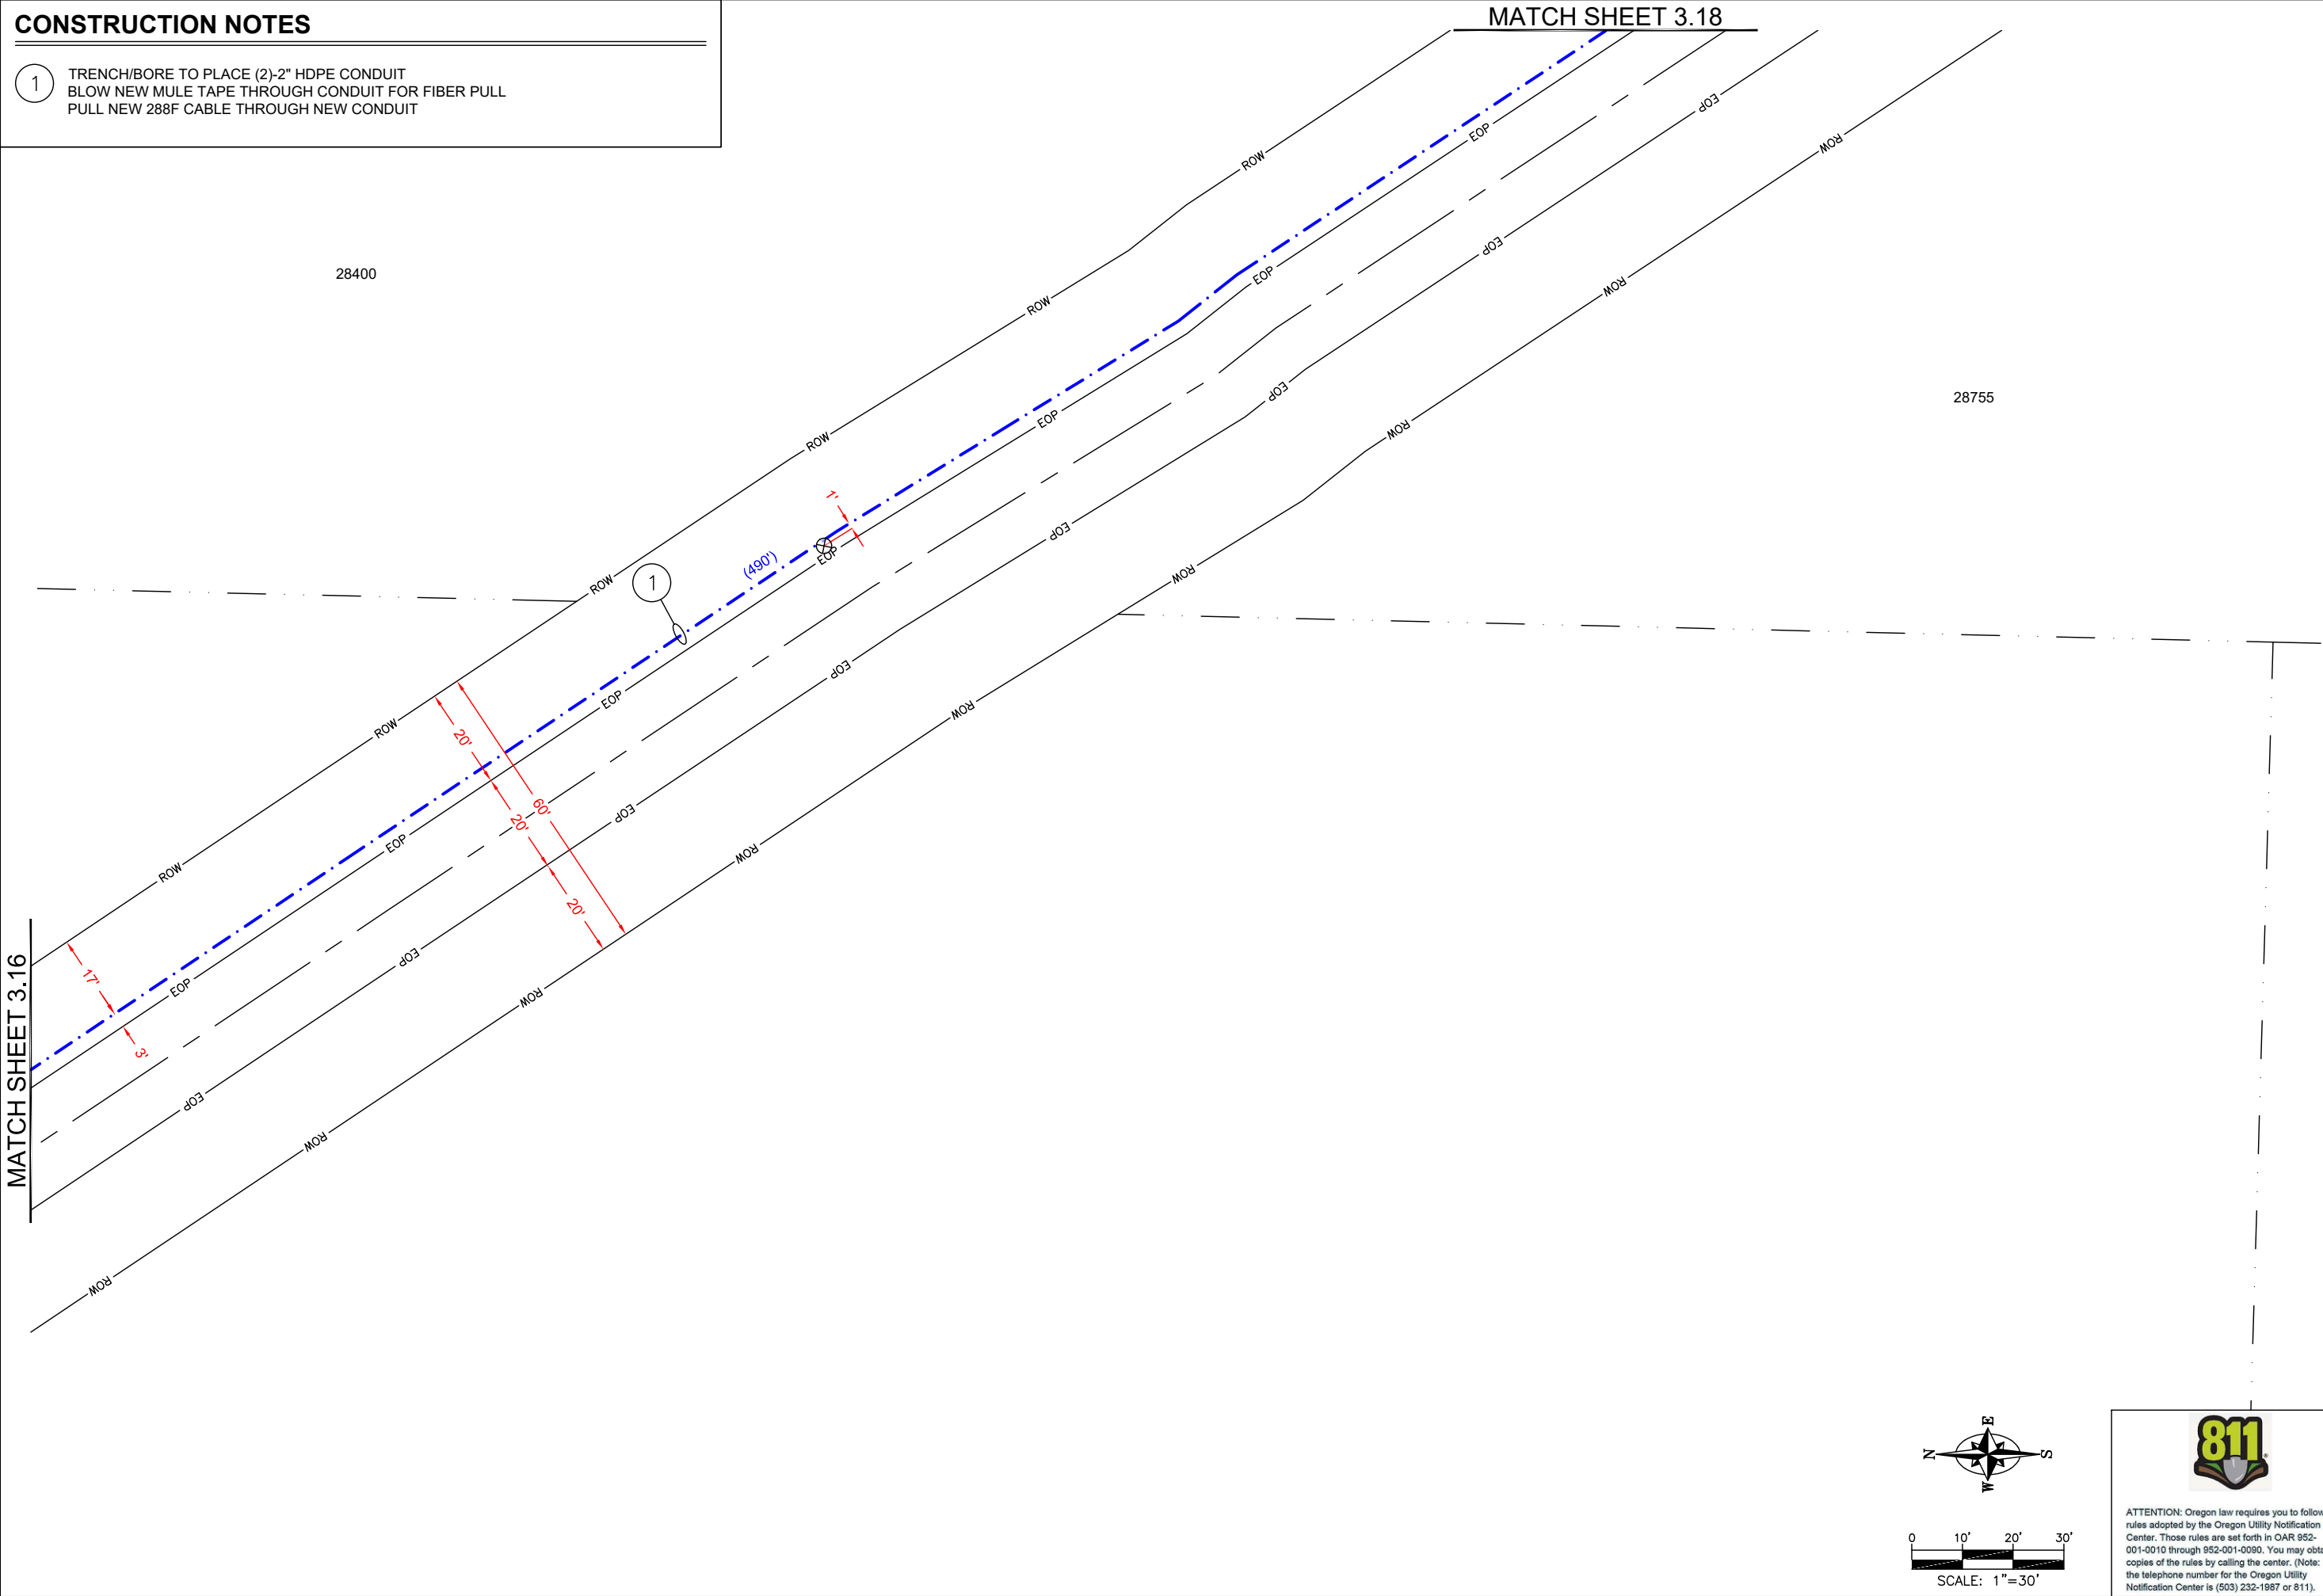 CONSTRUCTION NOTES
1
TRENCH/BORE TO PLACE (2)-2" HDPE CONDUIT
BLOW NEW MULE TAPE THROUGH CONDUIT FOR FIBER PULL
PULL NEW 288F CABLE THROUGH NEW CONDUIT
MATCH SHEET 3.18
ROW
EOP
EOP
ROW
28400
ROW
EOP
EOP
ROW
28755
ROW
EOP
EOP
ROW
1'
(490')
EOP
EOP
ROW
1
ROW
EOP
EOP
ROW
ROW
20'
60'
20'
20'
EOP
EOP
ROW
ROW
17'
3'
EOP
EOP
ROW
MATCH SHEET 3.16
EOP
ROW
ROW
E
N
S
W
0 10' 20' 30'
SCALE: 1"=30'
811
®
ATTENTION: Oregon law requires you to follow
rules adopted by the Oregon Utility Notification
Center. Those rules are set forth in OAR 952-
001-0010 through 952-001-0090. You may obta
copies of the rules by calling the center. (Note:
the telephone number for the Oregon Utility
Notification Center is (503) 232-1987 or 811).